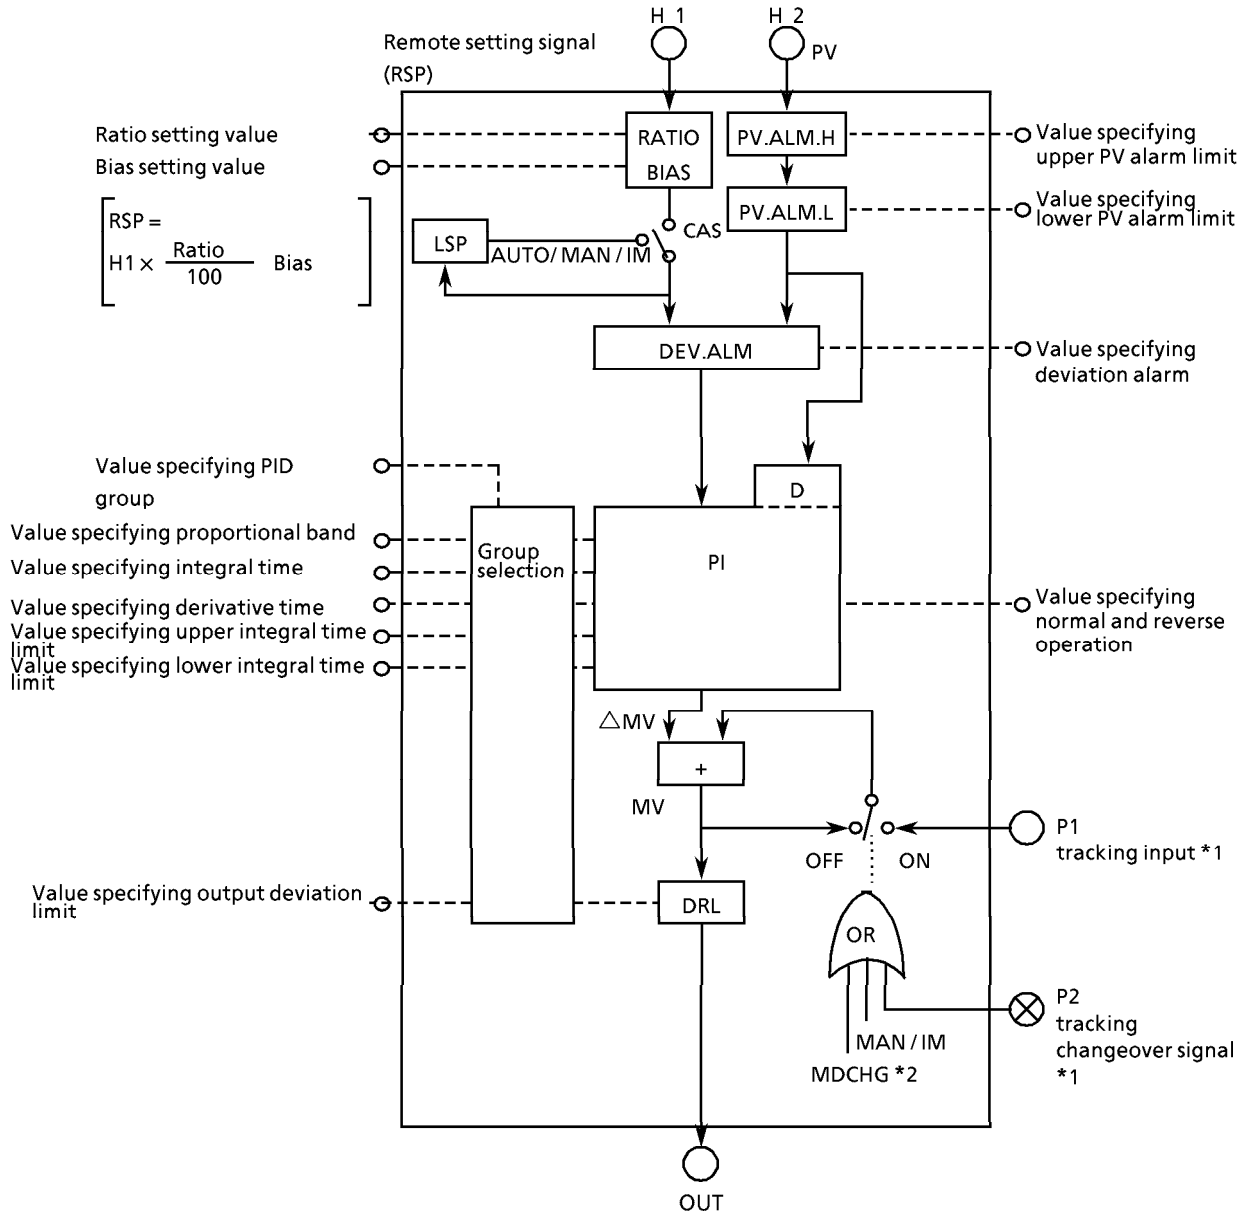 H 1
H 2
Remote setting signal
(RSP)
PV
Ratio setting value
Bias setting value
RATIO
BIAS
PV.ALM.H
Value specifying
upper PV alarm limit
PV.ALM.L
Value specifying
lower PV alarm limit
RSP =
H1 × Ratio
100
Bias
LSP
CAS
AUTO/ MAN / IM
DEV.ALM
Value specifying
deviation alarm
Value specifying PID
group
D
Value specifying proportional band
Value specifying integral time
Value specifying derivative time
Value specifying upper integral time
limit
Value specifying lower integral time
limit
Group
selection
PI
Value specifying
normal and reverse
operation
△MV
+
MV
OFF
ON
P1
tracking input *1
Value specifying output deviation
limit
DRL
OR
P2
tracking
changeover signal
*1
MAN / IM
MDCHG *2
OUT